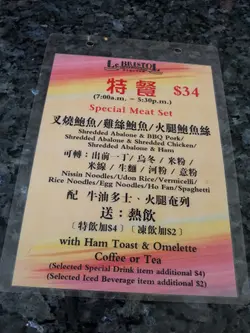 Le BRISTOL
特餐 $34
(7:00a.m. ~ 5:30p.m.)
Special Meat Set
叉燒鮑魚/雞絲鮑魚/火腿鮑魚絲
Shredded Abalone & BBQ Pork/
Shredded Abalone & Shredded Chicken/
Shredded Abalone & Ham
可轉：出前一丁/烏冬/米粉/
米線/生麵/河粉/意粉
Nissin Noodles/Udon Rice/Vermicelli/
Rice Noodles/Egg Noodles/Ho Fan/Spaghetti
配 牛油多士、火腿奄列
送：熱飲
〔特飲加$4〕〔凍飲加$2〕
with Ham Toast & Omelette
Coffee or Tea
(Selected Special Drink item additional $4)
(Selected Iced Beverage item additional $2)